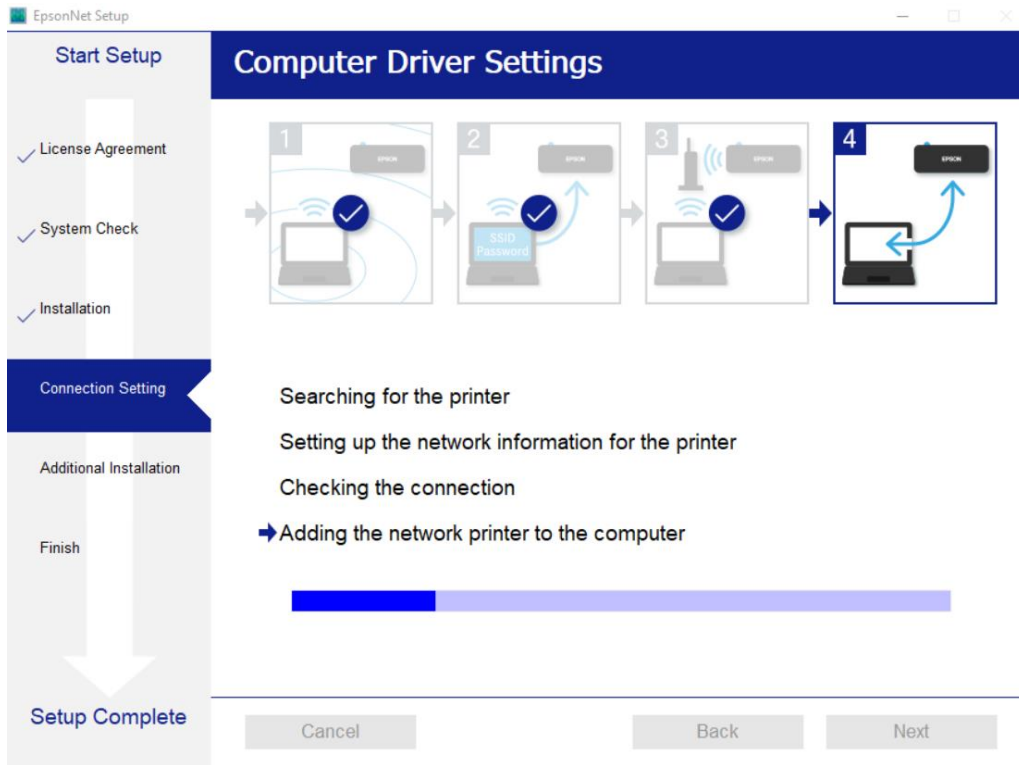 EpsonNet Setup
Start Setup
Computer Driver Settings
License Agreement
System Check
Installation
Connection Setting
Additional Installation
Finish
Setup Complete
1
EPSON
2
EPSON
SSID
Password
3
EPSON
4
EPSON
Searching for the printer
Setting up the network information for the printer
Checking the connection
Adding the network printer to the computer
Cancel
Back
Next